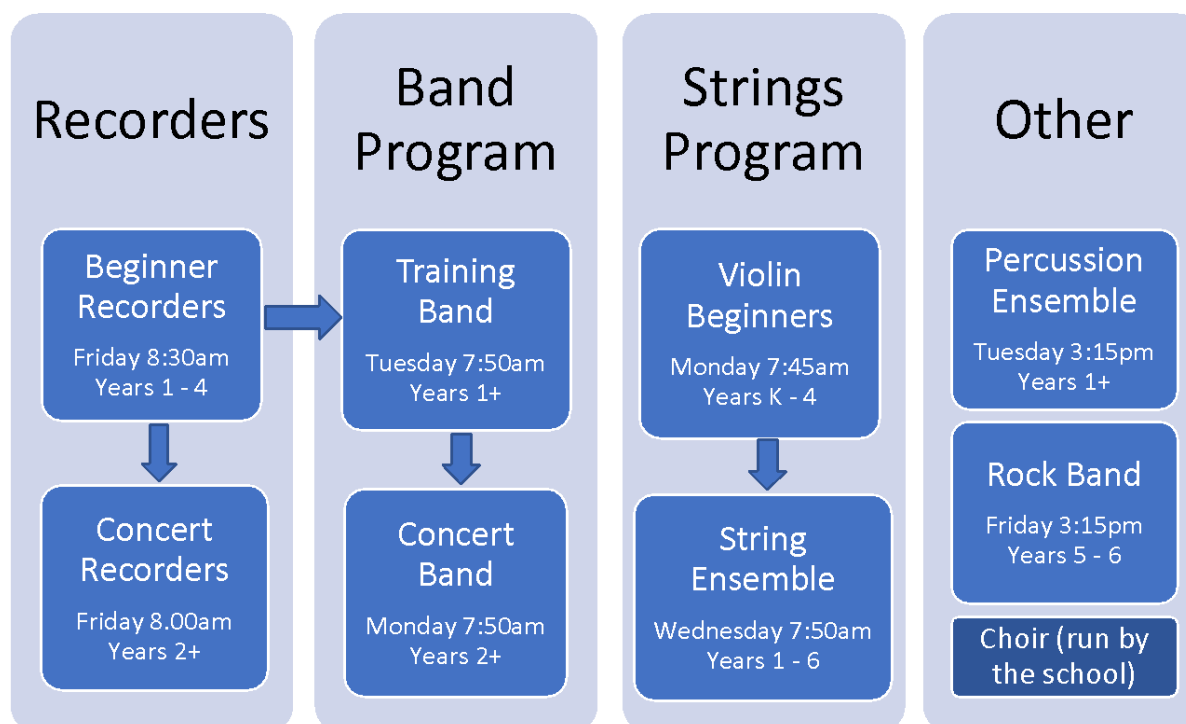 Recorders
Beginner
Recorders
Friday 8:30am
Years 1 - 4
Concert
Recorders
Friday 8.00am
Years 2+
Band
Program
Training
Band
Tuesday 7:50am
Years 1+
Concert
Band
Monday 7:50am
Years 2+
Strings
Program
Violin
Beginners
Monday 7:45am
Years K - 4
String
Ensemble
Wednesday 7:50am
Years 1 - 6
Other
Percussion
Ensemble
Tuesday 3:15pm
Years 1+
Rock Band
Friday 3:15pm
Years 5 - 6
Choir (run by
the school)